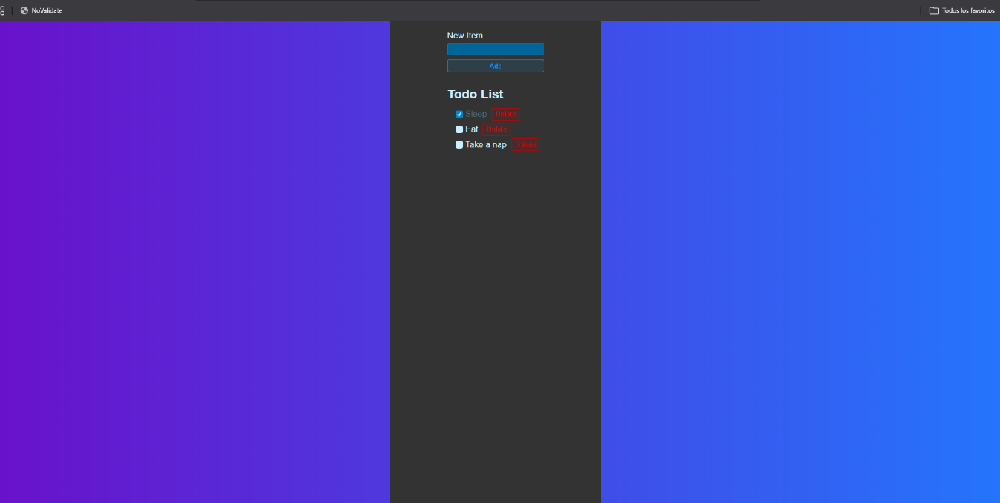 NoValidate
Todos los favoritos
New Item
Add
Todo List
Sleep Delete
Eat Delete
Take a nap Delete